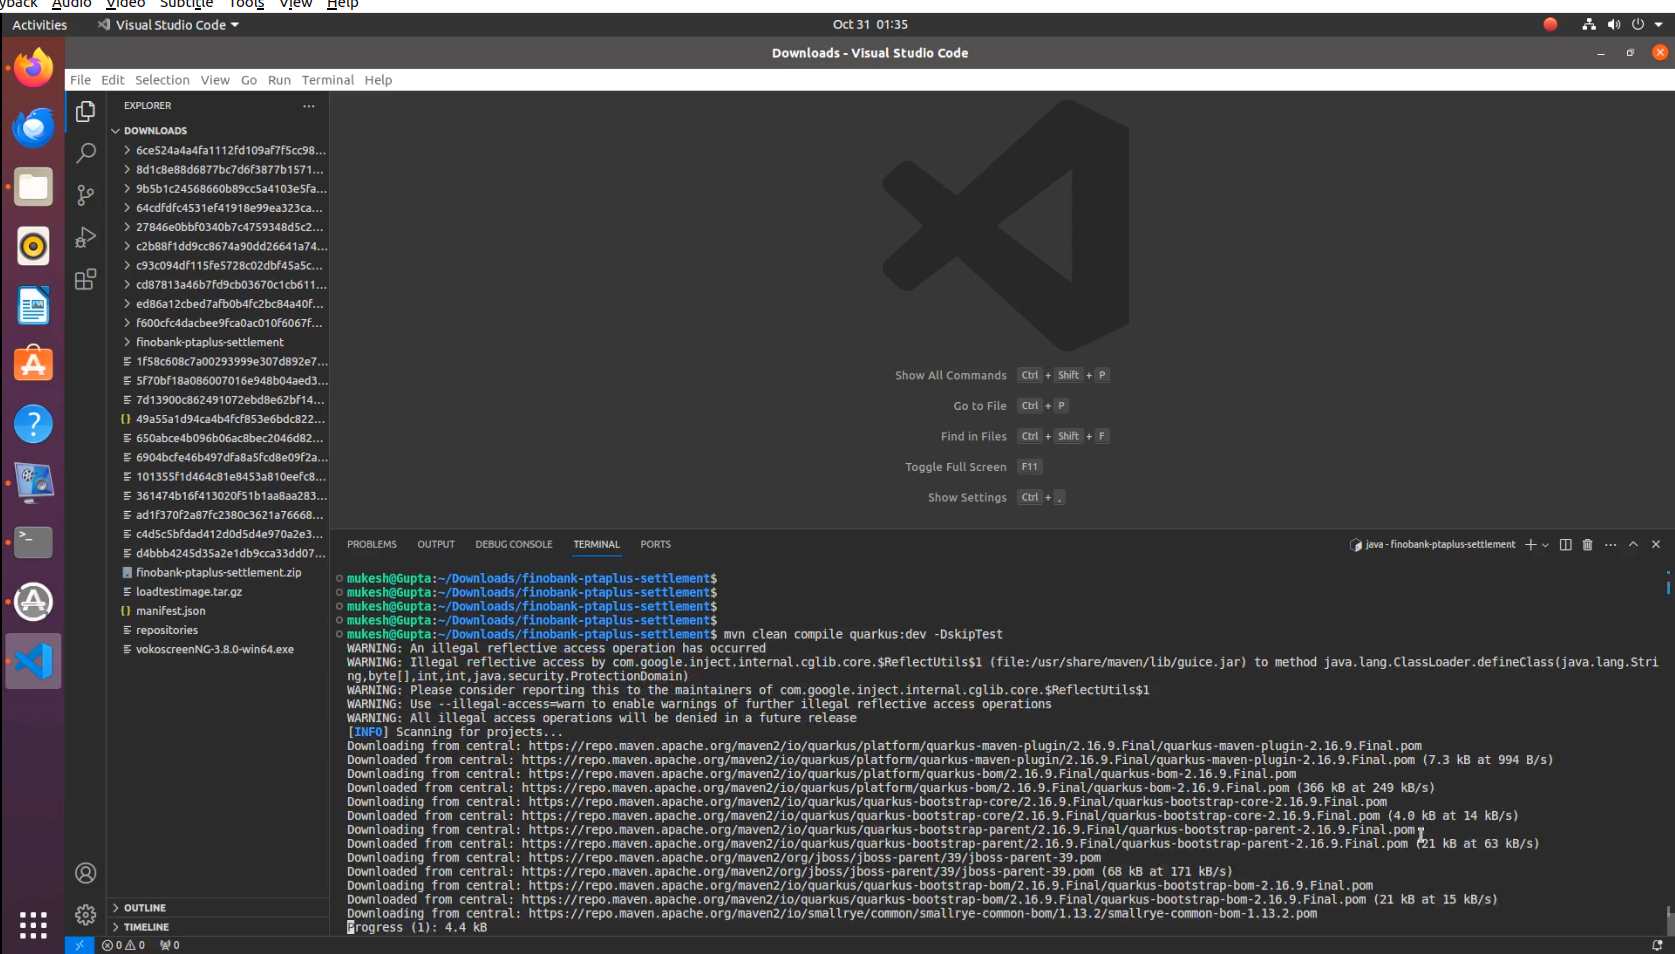 yback Audio Video Subtitle Tools View Help
Activities Visual Studio Code Oct 31 01:35
Downloads - Visual Studio Code
File Edit Selection View Go Run Terminal Help
EXPLORER
DOWNLOADS
6ce524a4a4fa1112fd109af7f5cc98...
8d1c8e88d6877bc7d6f3877b1571...
9b5b1c24568660b89cc5a4103e5fa...
64cdfdfc4531ef41918e99ea323ca...
27846e0bbf0340b7c4759348d5c2...
c2b88f1dd9cc8674a90dd26641a74...
c93c094df115fe5728c02dbf45a5c...
cd87813a46b7fd9cb03670c1cb611...
ed86a12cbed7afb0b4fc2bc84a40f...
f600cfc4dacbee9fca0ac010f6067f...
finobank-ptaplus-settlement
1f58c608c7a00293999e307d892e7...
5f70bf18a086007016e948b04aed3...
7d13900c862491072ebd8e62bf14...
49a55a1d94ca4b4fcf853e6bdc822...
650abce4b096b06ac8bec2046d82...
6904bcfe46b497dfa8a5fcd8e09f2a...
101355f1d464c81e8453a810eefc8...
361474b16f413020f51b1aa8aa283...
ad1f370f2a87fc2380c3621a76668...
c4d5c5bfdad412d0d5d4e970a2e3...
d4bbb4245d35a2e1db9cca33dd07...
finobank-ptaplus-settlement.zip
loadtestimage.tar.gz
manifest.json
repositories
vokoscreenNG-3.8.0-win64.exe
OUTLINE
TIMELINE
Show All Commands Ctrl + Shift + P
Go to File Ctrl + P
Find in Files Ctrl + Shift + F
Toggle Full Screen F11
Show Settings Ctrl + ,
PROBLEMS OUTPUT DEBUG CONSOLE TERMINAL PORTS java - finobank-ptaplus-settlement
mukesh@Gupta:~/Downloads/finobank-ptaplus-settlement$
mukesh@Gupta:~/Downloads/finobank-ptaplus-settlement$
mukesh@Gupta:~/Downloads/finobank-ptaplus-settlement$
mukesh@Gupta:~/Downloads/finobank-ptaplus-settlement$
mukesh@Gupta:~/Downloads/finobank-ptaplus-settlement$ mvn clean compile quarkus:dev -DskipTest
WARNING: An illegal reflective access operation has occurred
WARNING: Illegal reflective access by com.google.inject.internal.cglib.core.$ReflectUtils$1 (file:/usr/share/maven/lib/guice.jar) to method java.lang.ClassLoader.defineClass(java.lang.Stri
ng,byte[],int,int,java.security.ProtectionDomain)
WARNING: Please consider reporting this to the maintainers of com.google.inject.internal.cglib.core.$ReflectUtils$1
WARNING: Use --illegal-access=warn to enable warnings of further illegal reflective access operations
WARNING: All illegal access operations will be denied in a future release
[INFO] Scanning for projects...
Downloading from central: https://repo.maven.apache.org/maven2/io/quarkus/platform/quarkus-maven-plugin/2.16.9.Final/quarkus-maven-plugin-2.16.9.Final.pom
Downloaded from central: https://repo.maven.apache.org/maven2/io/quarkus/platform/quarkus-maven-plugin/2.16.9.Final/quarkus-maven-plugin-2.16.9.Final.pom (7.3 kB at 994 B/s)
Downloading from central: https://repo.maven.apache.org/maven2/io/quarkus/platform/quarkus-bom/2.16.9.Final/quarkus-bom-2.16.9.Final.pom
Downloaded from central: https://repo.maven.apache.org/maven2/io/quarkus/platform/quarkus-bom/2.16.9.Final/quarkus-bom-2.16.9.Final.pom (366 kB at 249 kB/s)
Downloading from central: https://repo.maven.apache.org/maven2/io/quarkus/quarkus-bootstrap-core/2.16.9.Final/quarkus-bootstrap-core-2.16.9.Final.pom
Downloaded from central: https://repo.maven.apache.org/maven2/io/quarkus/quarkus-bootstrap-core/2.16.9.Final/quarkus-bootstrap-core-2.16.9.Final.pom (4.0 kB at 14 kB/s)
Downloading from central: https://repo.maven.apache.org/maven2/io/quarkus/quarkus-bootstrap-parent/2.16.9.Final/quarkus-bootstrap-parent-2.16.9.Final.pom
Downloaded from central: https://repo.maven.apache.org/maven2/io/quarkus/quarkus-bootstrap-parent/2.16.9.Final/quarkus-bootstrap-parent-2.16.9.Final.pom (21 kB at 63 kB/s)
Downloading from central: https://repo.maven.apache.org/maven2/org/jboss/jboss-parent/39/jboss-parent-39.pom
Downloaded from central: https://repo.maven.apache.org/maven2/org/jboss/jboss-parent/39/jboss-parent-39.pom (68 kB at 171 kB/s)
Downloading from central: https://repo.maven.apache.org/maven2/io/quarkus/quarkus-bootstrap-bom/2.16.9.Final/quarkus-bootstrap-bom-2.16.9.Final.pom
Downloaded from central: https://repo.maven.apache.org/maven2/io/quarkus/quarkus-bootstrap-bom/2.16.9.Final/quarkus-bootstrap-bom-2.16.9.Final.pom (21 kB at 15 kB/s)
Downloading from central: https://repo.maven.apache.org/maven2/io/smallrye/common/smallrye-common-bom/1.13.2/smallrye-common-bom-1.13.2.pom
Progress (1): 4.4 kB
0 0 0